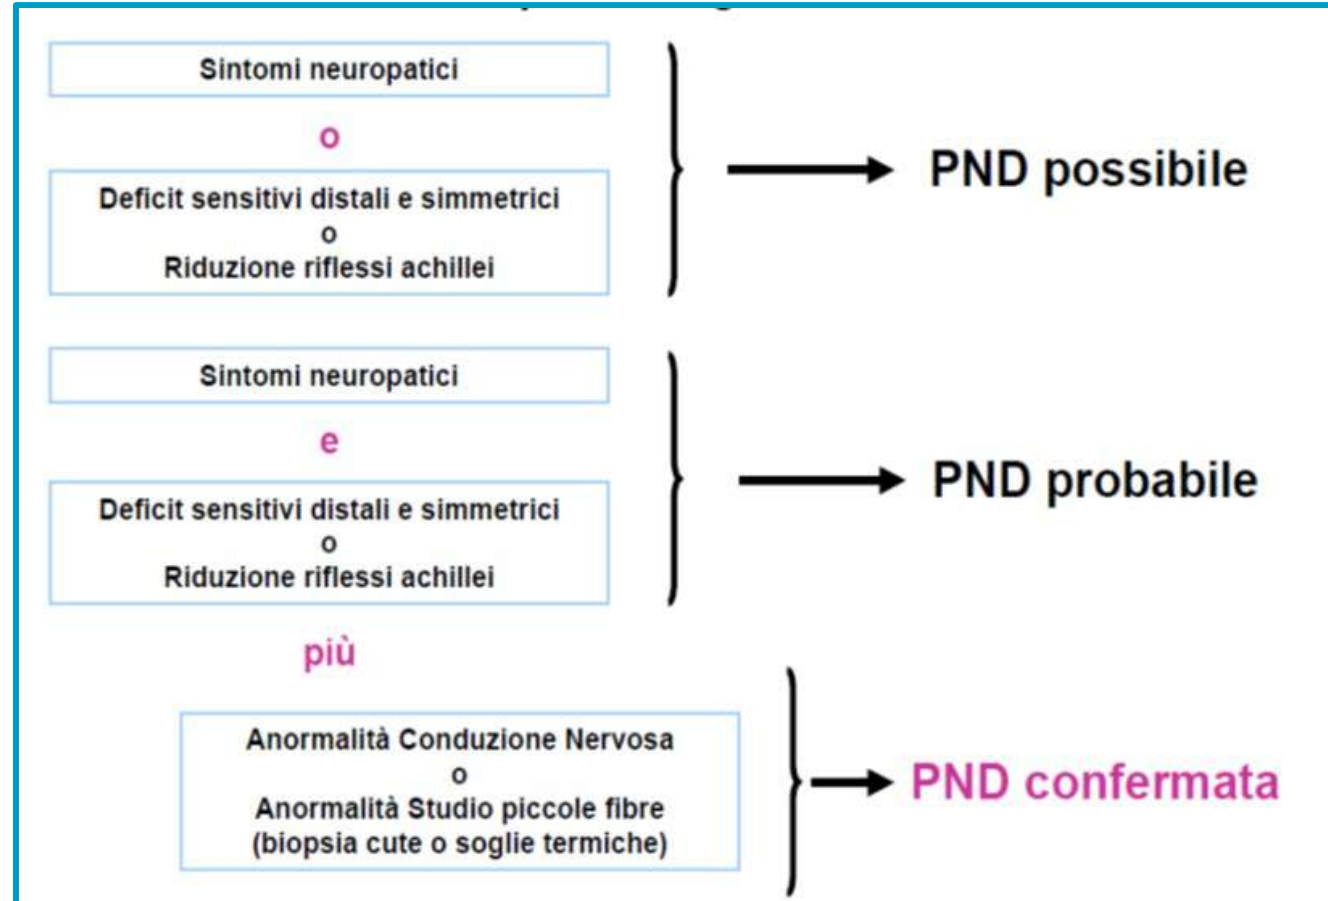 Sintomi neuropatici
o
Deficit sensitivi distali e simmetrici
o
Riduzione riflessi achillei
PND possibile
Sintomi neuropatici
e
Deficit sensitivi distali e simmetrici
o
Riduzione riflessi achillei
PND probabile
più
Anormalità Conduzione Nervosa
o
Anormalità Studio piccole fibre
(biopsia cute o soglie termiche)
PND confermata